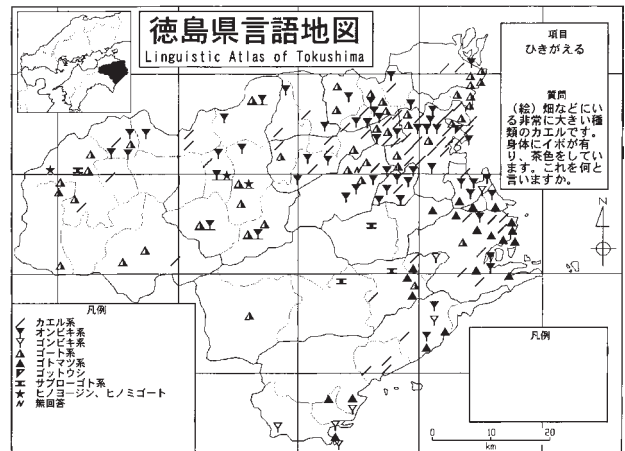 徳島県言語地図
Linguistic Atlas of Tokushima
項目
ひきがえる
質問
（絵）畑などにい
る非常に大きい種
類のカエルです。
身体にイボが有
り、茶色をしてい
ます。これを何と
言いますか。
N
凡例
カエル系
オンビキ系
ゴンビキ系
ゴート系
ゴトマツ系
ゴットウシ
サブローゴト系
ヒノヨージン、ヒノミゴート
無回答
凡例
0 10 20
km